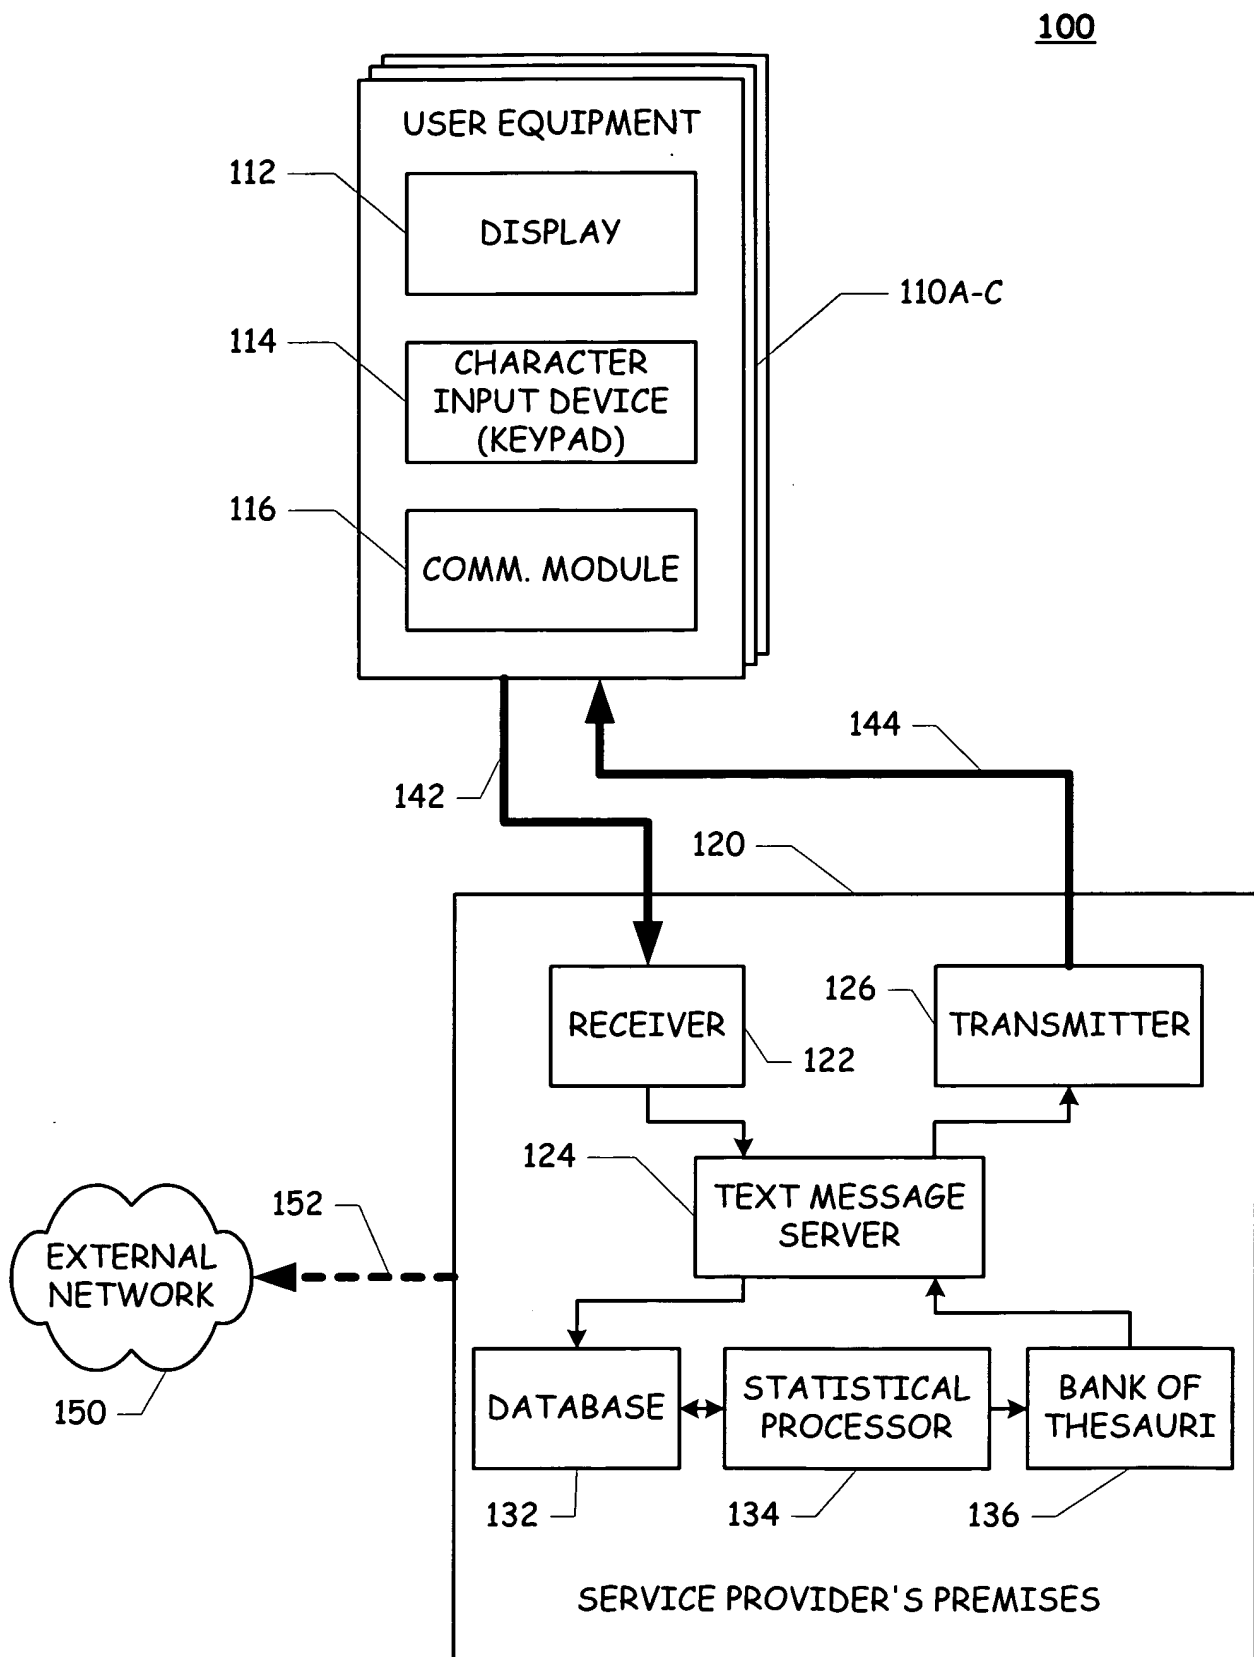 100
USER EQUIPMENT
112
DISPLAY
110A-C
114
CHARACTER
INPUT DEVICE
(KEYPAD)
116
COMM. MODULE
144
142
120
126
RECEIVER
TRANSMITTER
122
124
TEXT MESSAGE
SERVER
152
EXTERNAL
NETWORK
150
DATABASE
STATISTICAL
PROCESSOR
BANK OF
THESAURI
132
134
136
SERVICE PROVIDER'S PREMISES